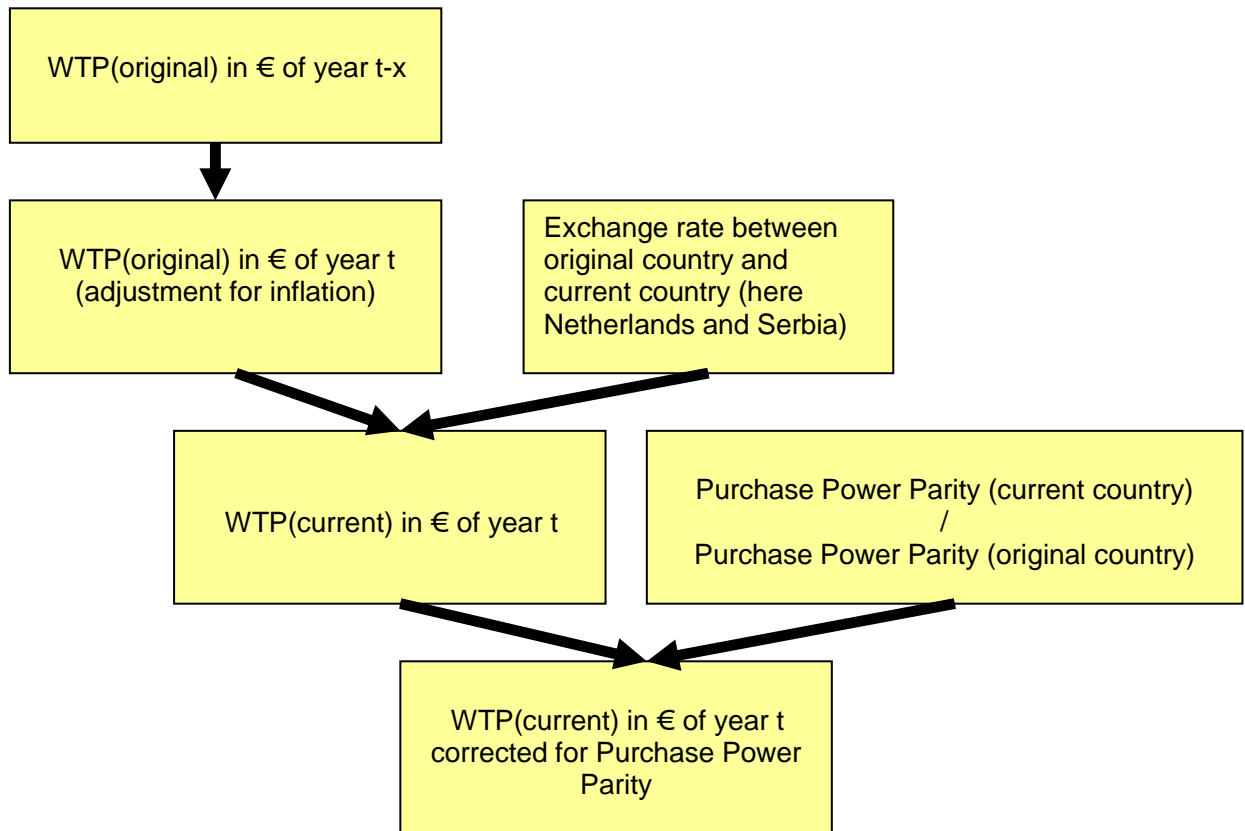 WTP(original) in € of year t-x
WTP(original) in € of year t
(adjustment for inflation)
Exchange rate between
original country and
current country (here
Netherlands and Serbia)
WTP(current) in € of year t
Purchase Power Parity (current country)
/
Purchase Power Parity (original country)
WTP(current) in € of year t
corrected for Purchase Power
Parity